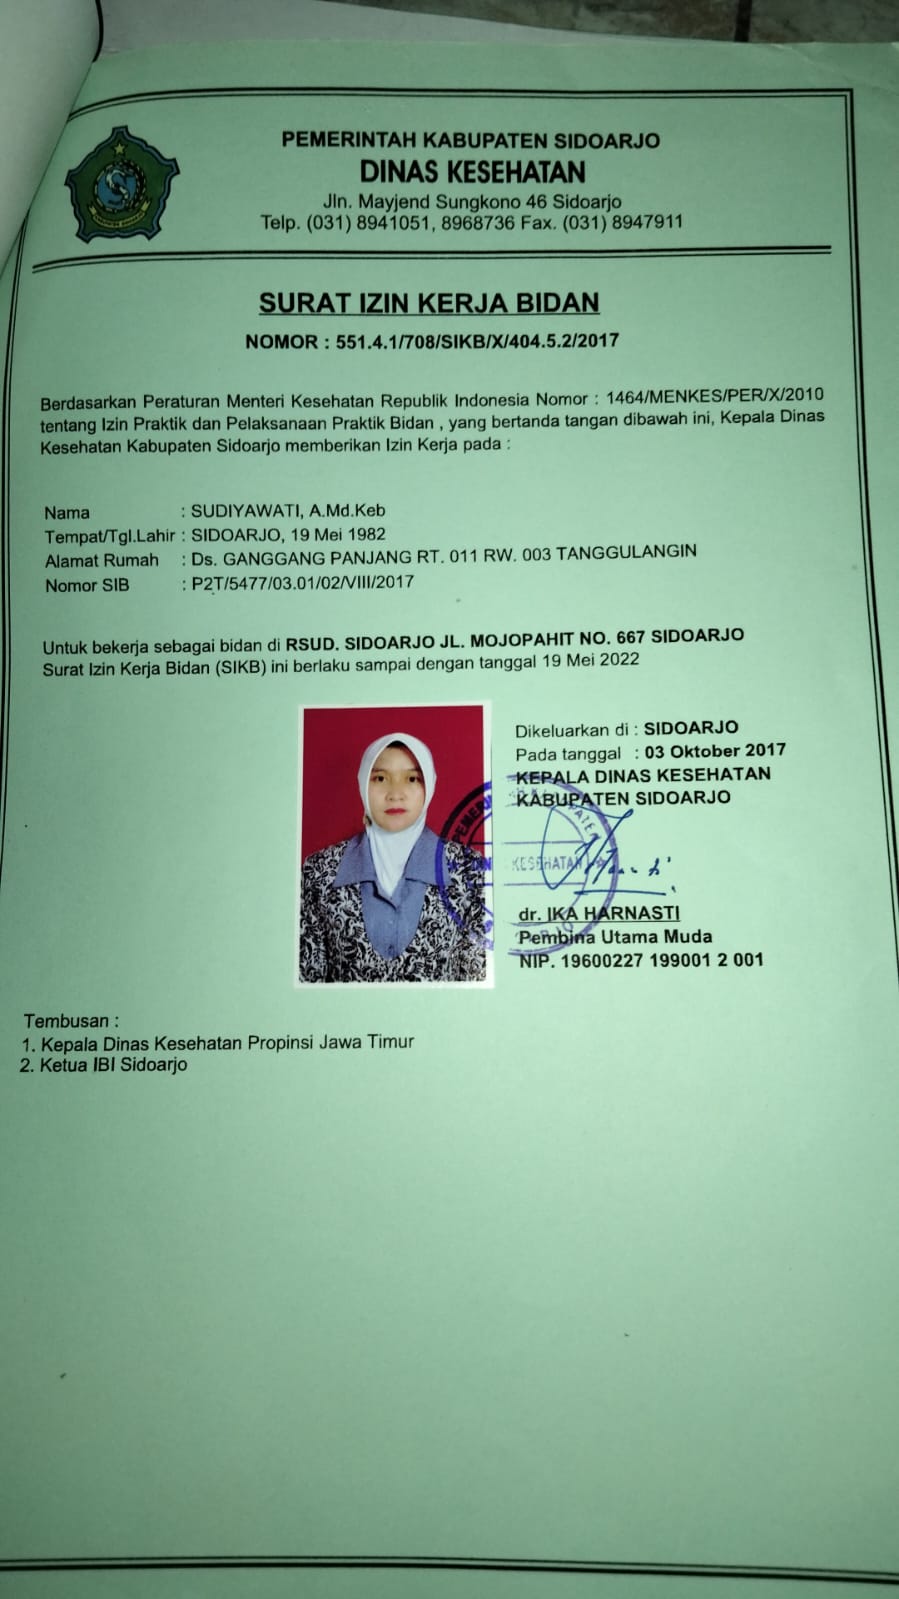 PEMERINTAH KABUPATEN SIDOARJO
DINAS KESEHATAN
Jln. Mayjend Sungkono 46 Sidoarjo
Telp. (031) 8941051, 8968736 Fax. (031) 8947911
SURAT IZIN KERJA BIDAN
NOMOR : 551.4.1/708/SIKB/X/404.5.2/2017
Berdasarkan Peraturan Menteri Kesehatan Republik Indonesia Nomor : 1464/MENKES/PER/X/2010
tentang Izin Praktik dan Pelaksanaan Praktik Bidan , yang bertanda tangan dibawah ini, Kepala Dinas
Kesehatan Kabupaten Sidoarjo memberikan Izin Kerja pada :
Nama : SUDIYAWATI, A.Md.Keb
Tempat/Tgl.Lahir : SIDOARJO, 19 Mei 1982
Alamat Rumah : Ds. GANGGANG PANJANG RT. 011 RW. 003 TANGGULANGIN
Nomor SIB : P2T/5477/03.01/02/VIII/2017
Untuk bekerja sebagai bidan di RSUD. SIDOARJO JL. MOJOPAHIT NO. 667 SIDOARJO
Surat Izin Kerja Bidan (SIKB) ini berlaku sampai dengan tanggal 19 Mei 2022
Dikeluarkan di : SIDOARJO
Pada tanggal : 03 Oktober 2017
KEPALA DINAS KESEHATAN
KABUPATEN SIDOARJO
KESEHATAN
dr. IKA HARNASTI
Pembina Utama Muda
NIP. 19600227 199001 2 001
Tembusan :
1. Kepala Dinas Kesehatan Propinsi Jawa Timur
2. Ketua IBI Sidoarjo